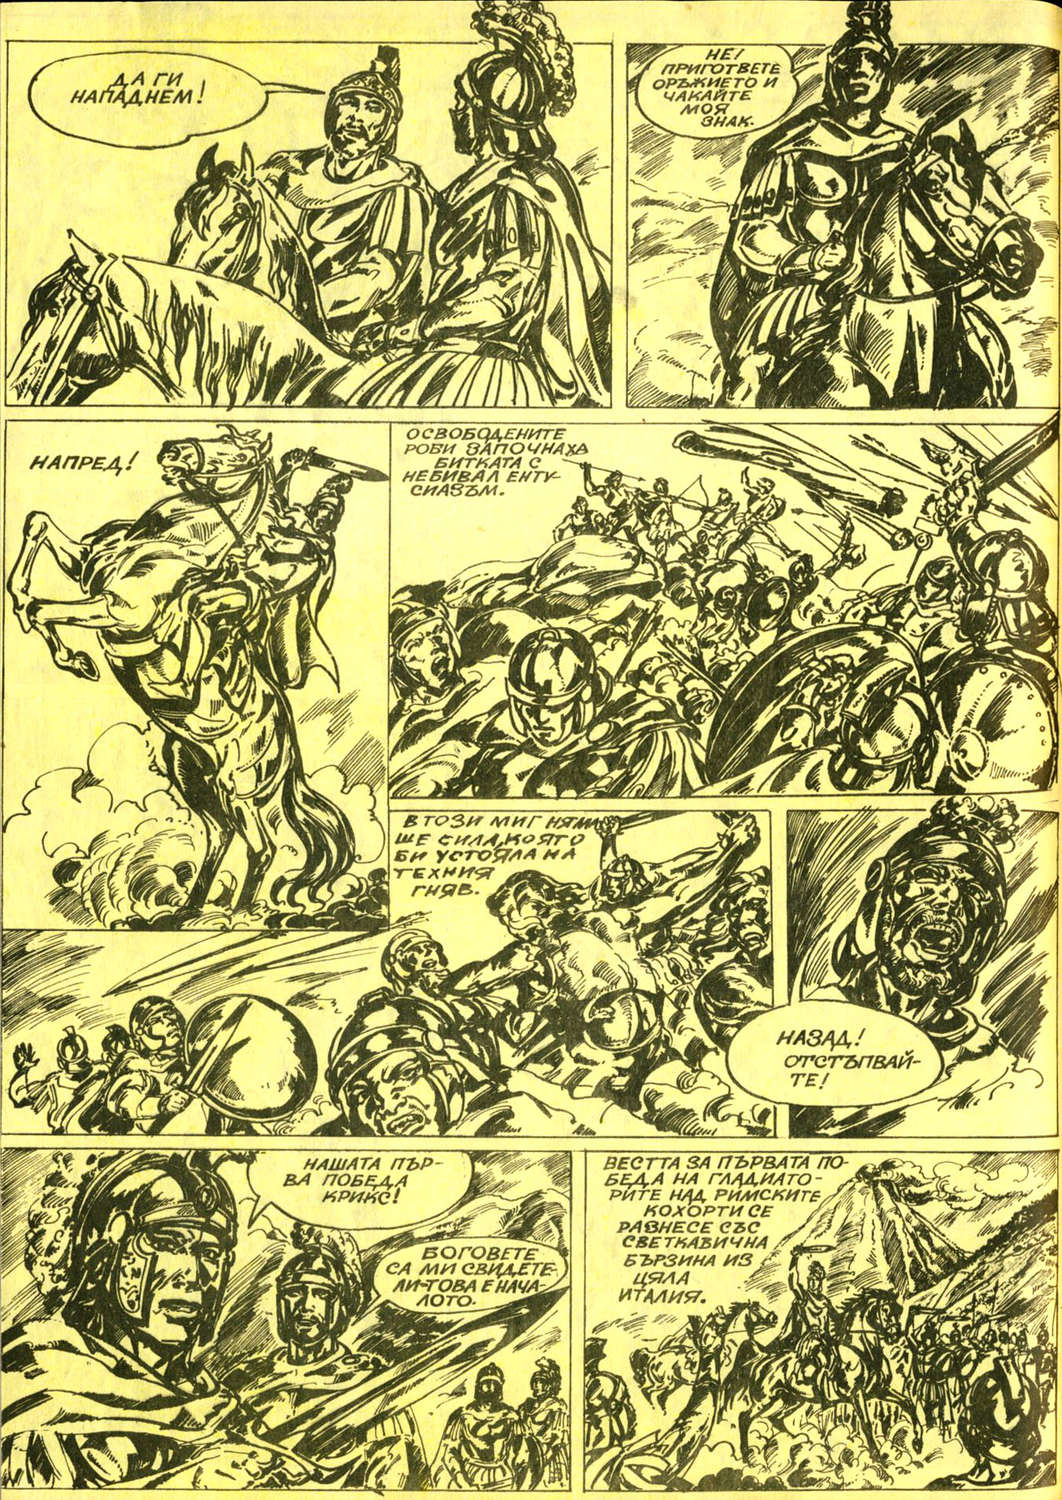 ДА ГИ
НАПАДНЕМ!
НЕ!
ПРИГОТВЕТЕ
ОРЪЖИЕТО И
ЧАКАЙТЕ
МОЯ
ЗНАК.
НАПРЕД!
ОСВОБОДЕНИТЕ
РОБИ ЗАПОЧНАХА
БИТКАТА С
НЕБИВАЛ ЕНТУ-
СИАЗЪМ.
В ТОЗИ МИГ НЯМА
ШЕ СИЛА, КОЯТО
БИ УСТОЯЛА НА
ТЕХНИЯ
ГНЯВ.
НАЗАД!
ОТСТЪПВАЙ-
ТЕ!
НАШАТА ПЪР-
ВА ПОБЕДА
КРИКС!
БОГОВЕТЕ
СА МИ СВИДЕТЕ-
ЛИ-ТОВА Е НАЧА-
ЛОТО.
ВЕСТТА ЗА ПЪРВАТА ПО-
БЕДА НА ГЛАДИАТО-
РИТЕ НАД РИМСКИТЕ
КОХОРТИ СЕ
РАЗНЕСЕ СЪС
СВЕТКАВИЧНА
БЪРЗИНА ИЗ
ЦЯЛА
ИТАЛИЯ.